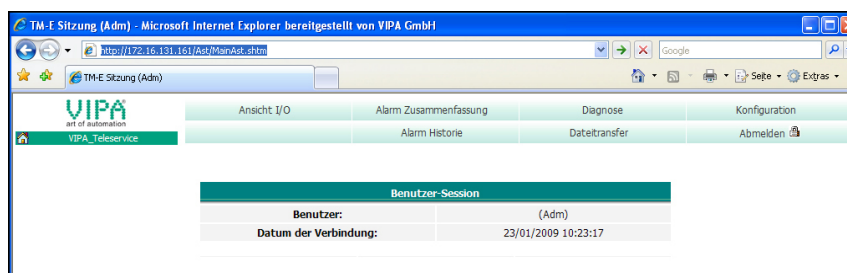 TM-E Sitzung (Adm) - Microsoft Internet Explorer bereitgestellt von VIPA GmbH
http://172.16.131.161/Ast/MainAst.shtm
Google
TM-E Sitzung (Adm)
Seite
Extras
VIPA
art of automation
Ansicht I/O
Alarm Zusammenfassung
Diagnose
Konfiguration
VIPA_Teleservice
Alarm Historie
Dateitransfer
Abmelden
Benutzer-Session
Benutzer: (Adm)
Datum der Verbindung: 23/01/2009 10:23:17